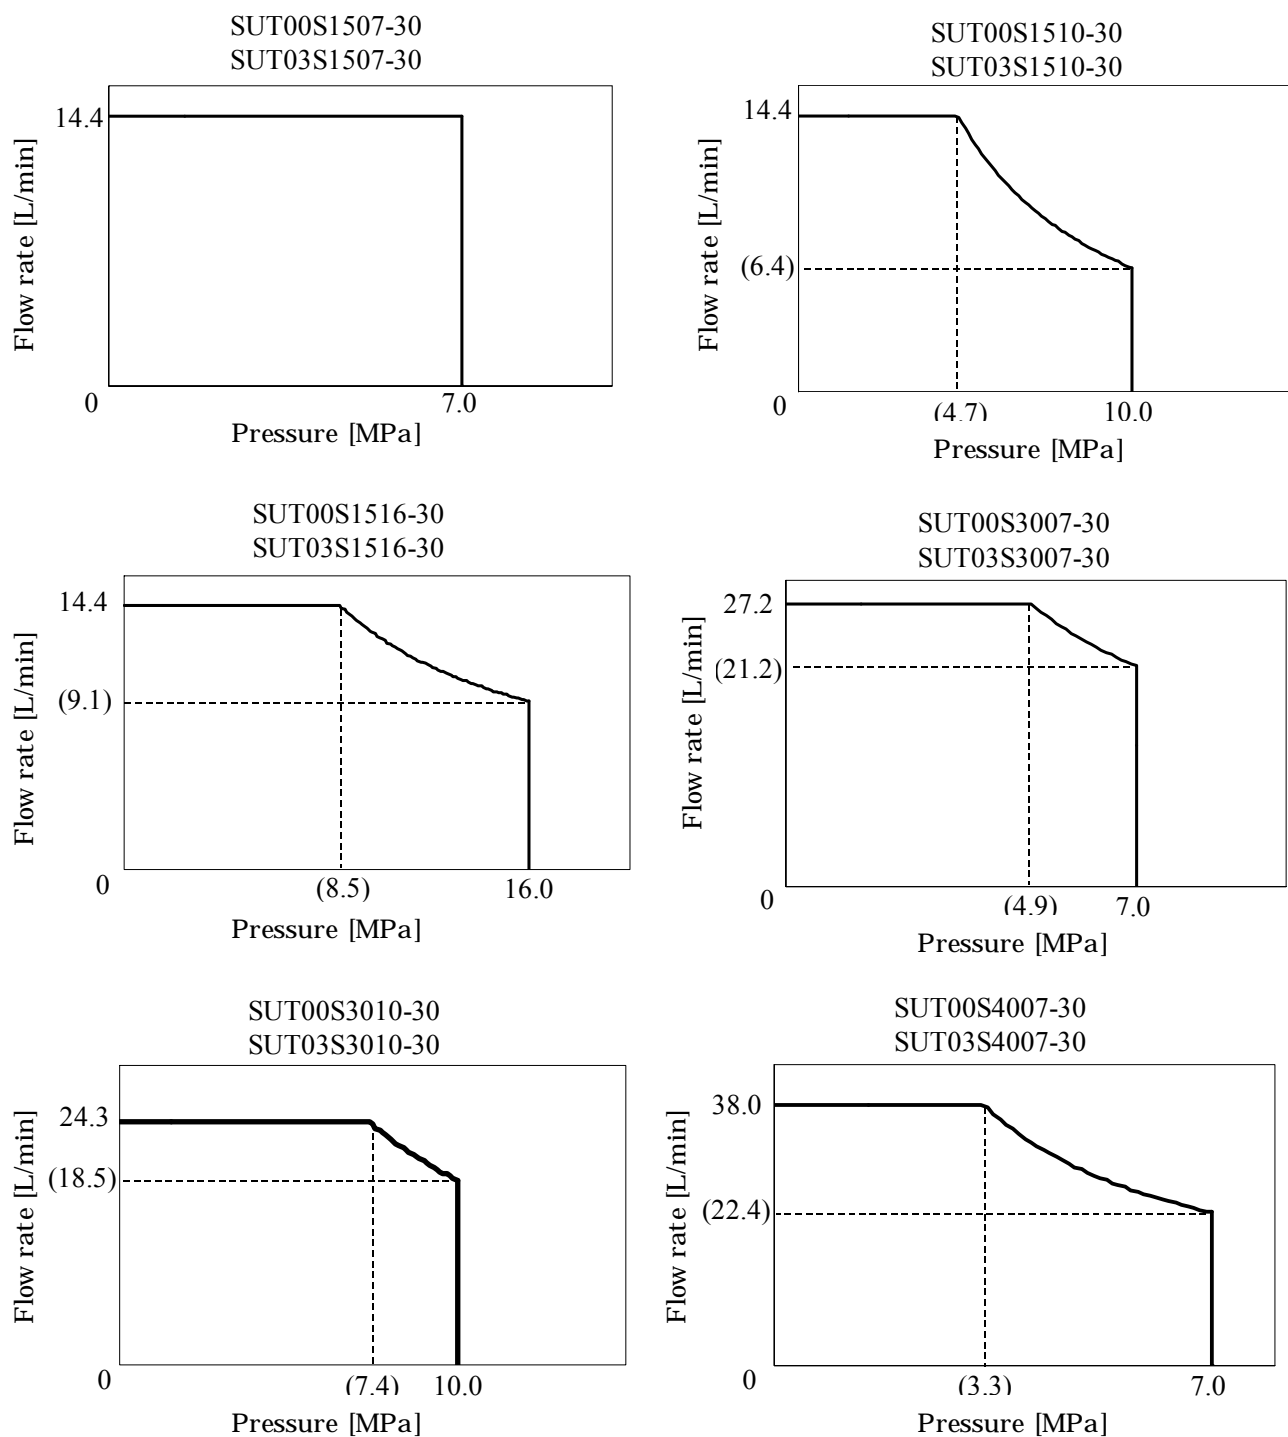 SUT00S1507-30
SUT03S1507-30
14.4
Flow rate [L/min]
0
7.0
Pressure [MPa]
SUT00S1510-30
SUT03S1510-30
14.4
(6.4)
Flow rate [L/min]
0
(4.7)
10.0
Pressure [MPa]
SUT00S1516-30
SUT03S1516-30
14.4
(9.1)
Flow rate [L/min]
0
(8.5)
16.0
Pressure [MPa]
SUT00S3007-30
SUT03S3007-30
27.2
(21.2)
Flow rate [L/min]
0
(4.9)
7.0
Pressure [MPa]
SUT00S3010-30
SUT03S3010-30
24.3
(18.5)
Flow rate [L/min]
0
(7.4)
10.0
Pressure [MPa]
SUT00S4007-30
SUT03S4007-30
38.0
(22.4)
Flow rate [L/min]
0
(3.3)
7.0
Pressure [MPa]